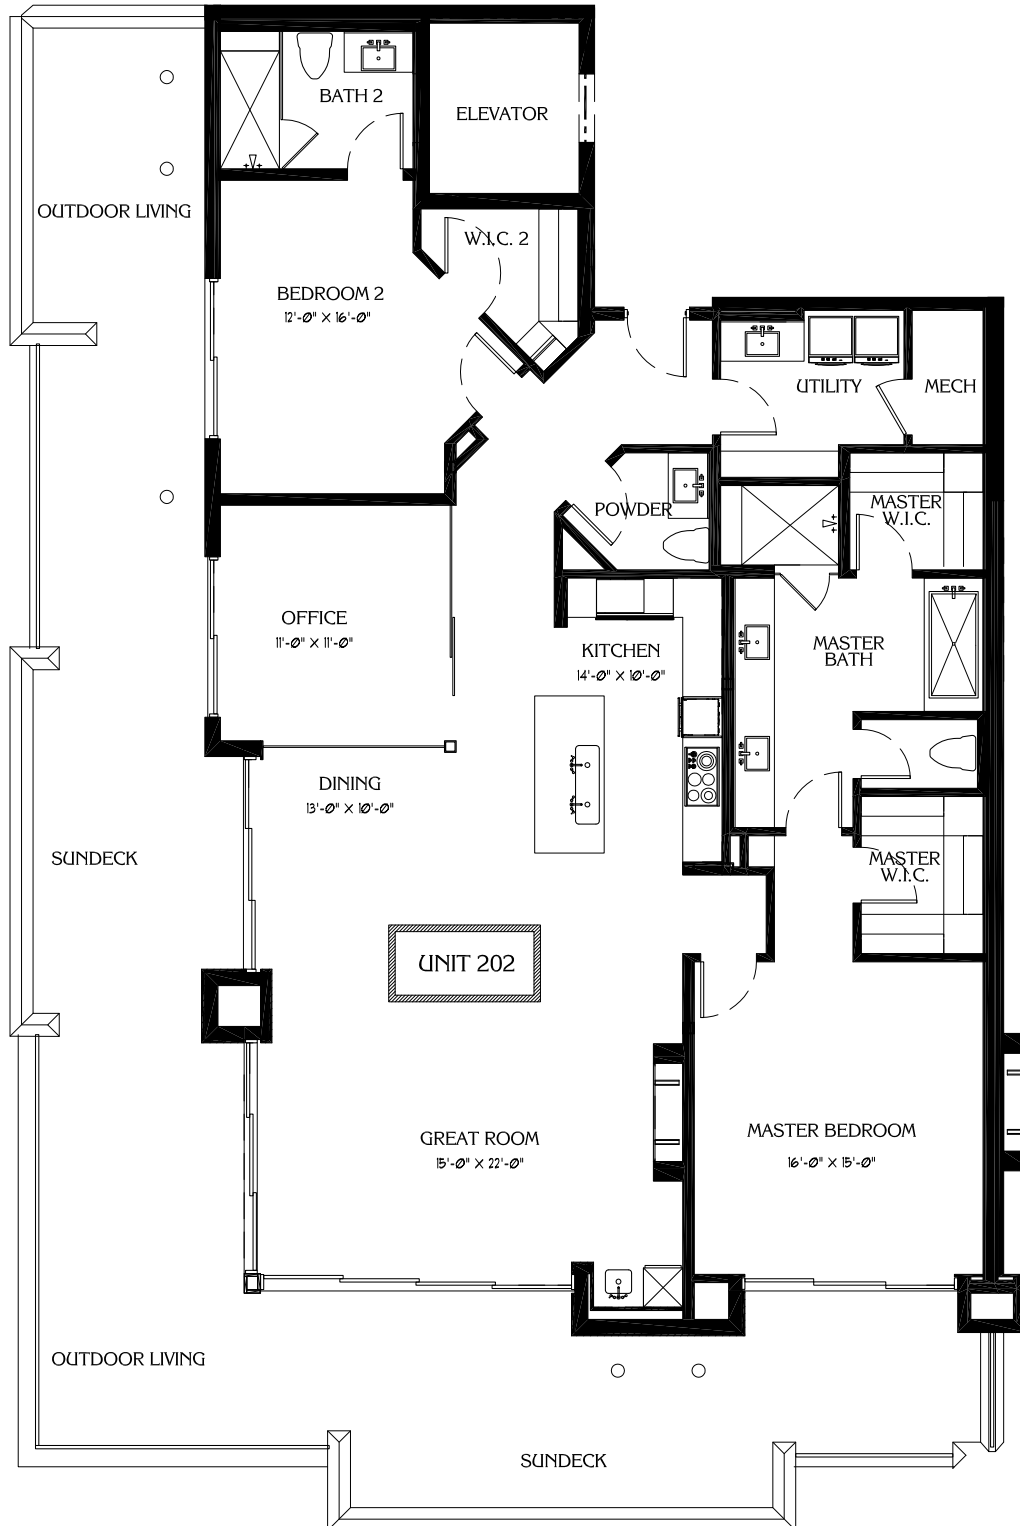 BATH 2
ELEVATOR
OUTDOOR LIVING
W.I.C. 2
BEDROOM 2
12'-0" X 16'-0"
UTILITY
MECH
POWDER
MASTER
W.I.C.
OFFICE
11'-0" X 11'-0"
KITCHEN
14'-0" X 10'-0"
MASTER
BATH
DINING
13'-0" X 10'-0"
SUNDECK
MASTER
W.I.C.
UNIT 202
GREAT ROOM
15'-0" X 22'-0"
MASTER BEDROOM
16'-0" X 15'-0"
OUTDOOR LIVING
SUNDECK